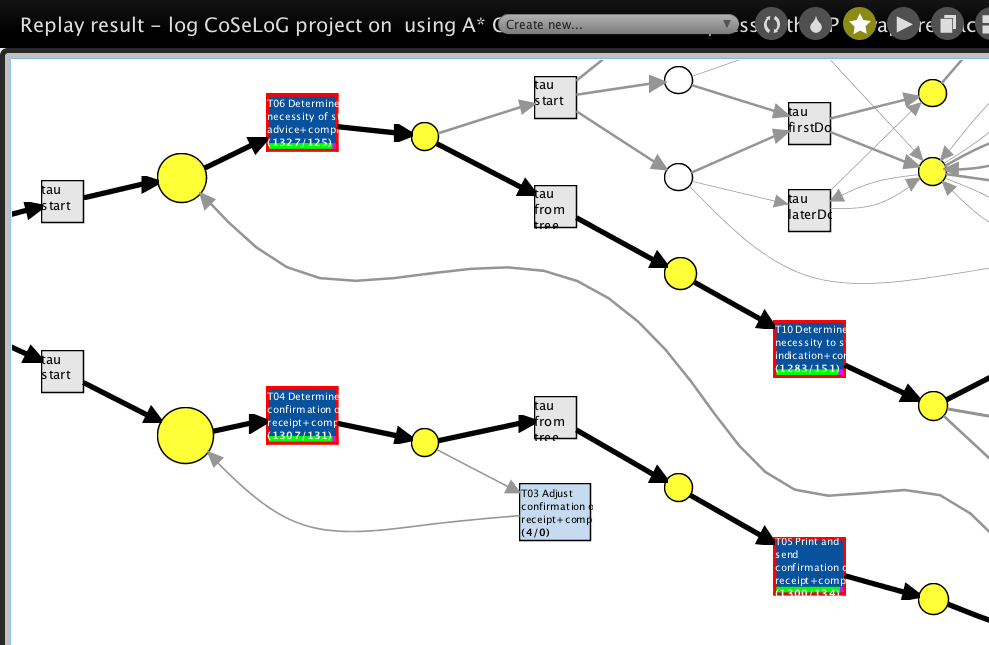 Replay result - log CoSeLoG project on using A*
Create new...
tau
start
T06 Determine
necessity of st
advice+comp
(1327/125)
tau
start
tau
firstDo
tau
from
tree
tau
laterDo
T10 Determine
necessity to s
indication+cor
(1283/151)
tau
start
T04 Determine
confirmation o
receipt+comp
(1307/131)
tau
from
tree
T03 Adjust
confirmation o
receipt+comp
(4/0)
T05 Print and
send
confirmation o
receipt+comp
(1300/134)